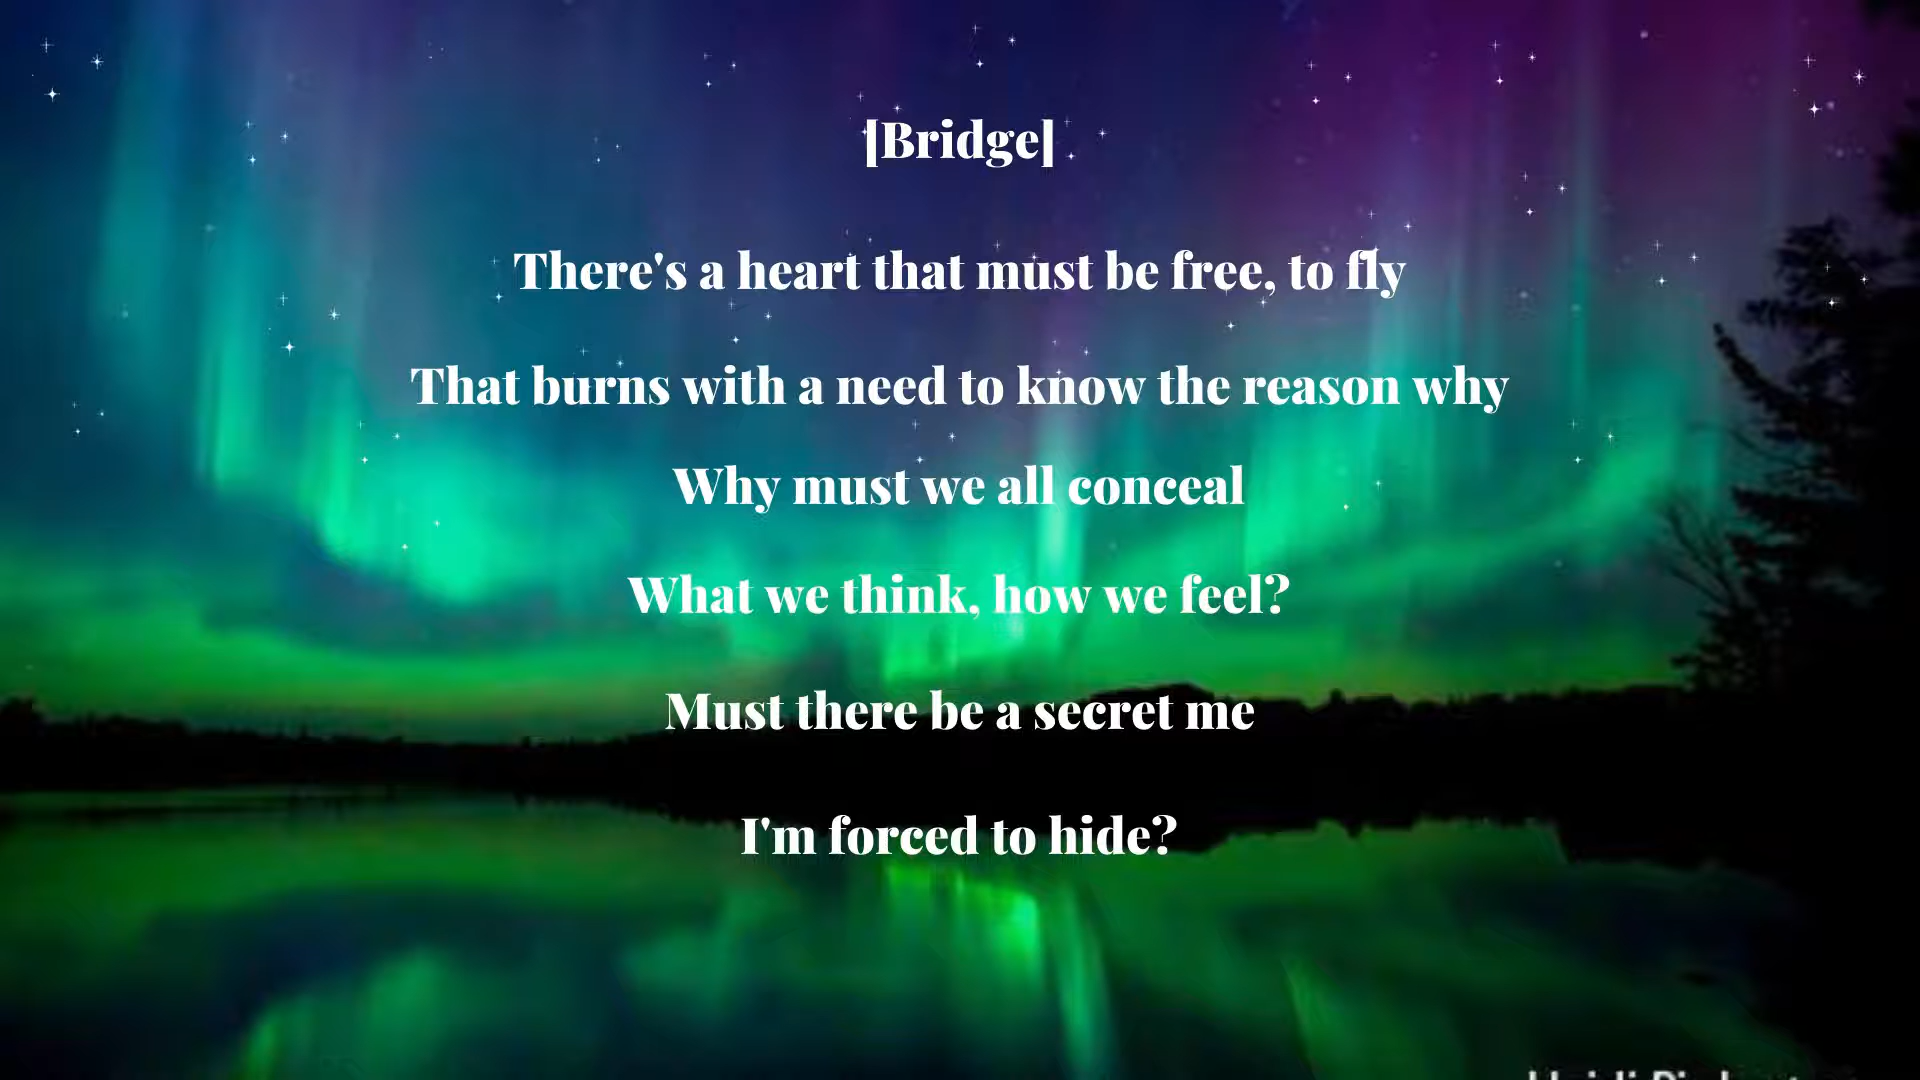 [Bridge]
There's a heart that must be free, to fly
That burns with a need to know the reason why
Why must we all conceal
What we think, how we feel?
Must there be a secret me
I'm forced to hide?